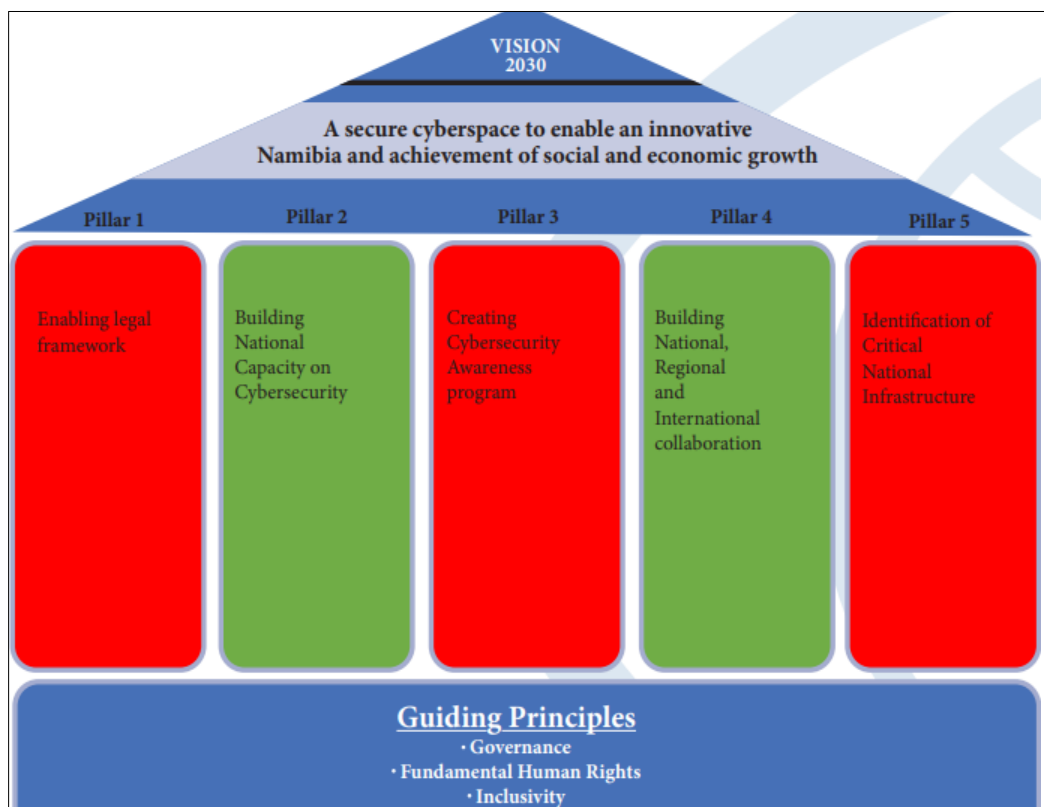 VISION
2030
A secure cyberspace to enable an innovative
Namibia and achievement of social and economic growth
Pillar 1
Pillar 2
Pillar 3
Pillar 4
Pillar 5
Enabling legal
framework
Building
National
Capacity on
Cybersecurity
Creating
Cybersecurity
Awareness
program
Building
National,
Regional
and
International
collaboration
Identification of
Critical
National
Infrastructure
Guiding Principles
· Governance
· Fundamental Human Rights
· Inclusivity